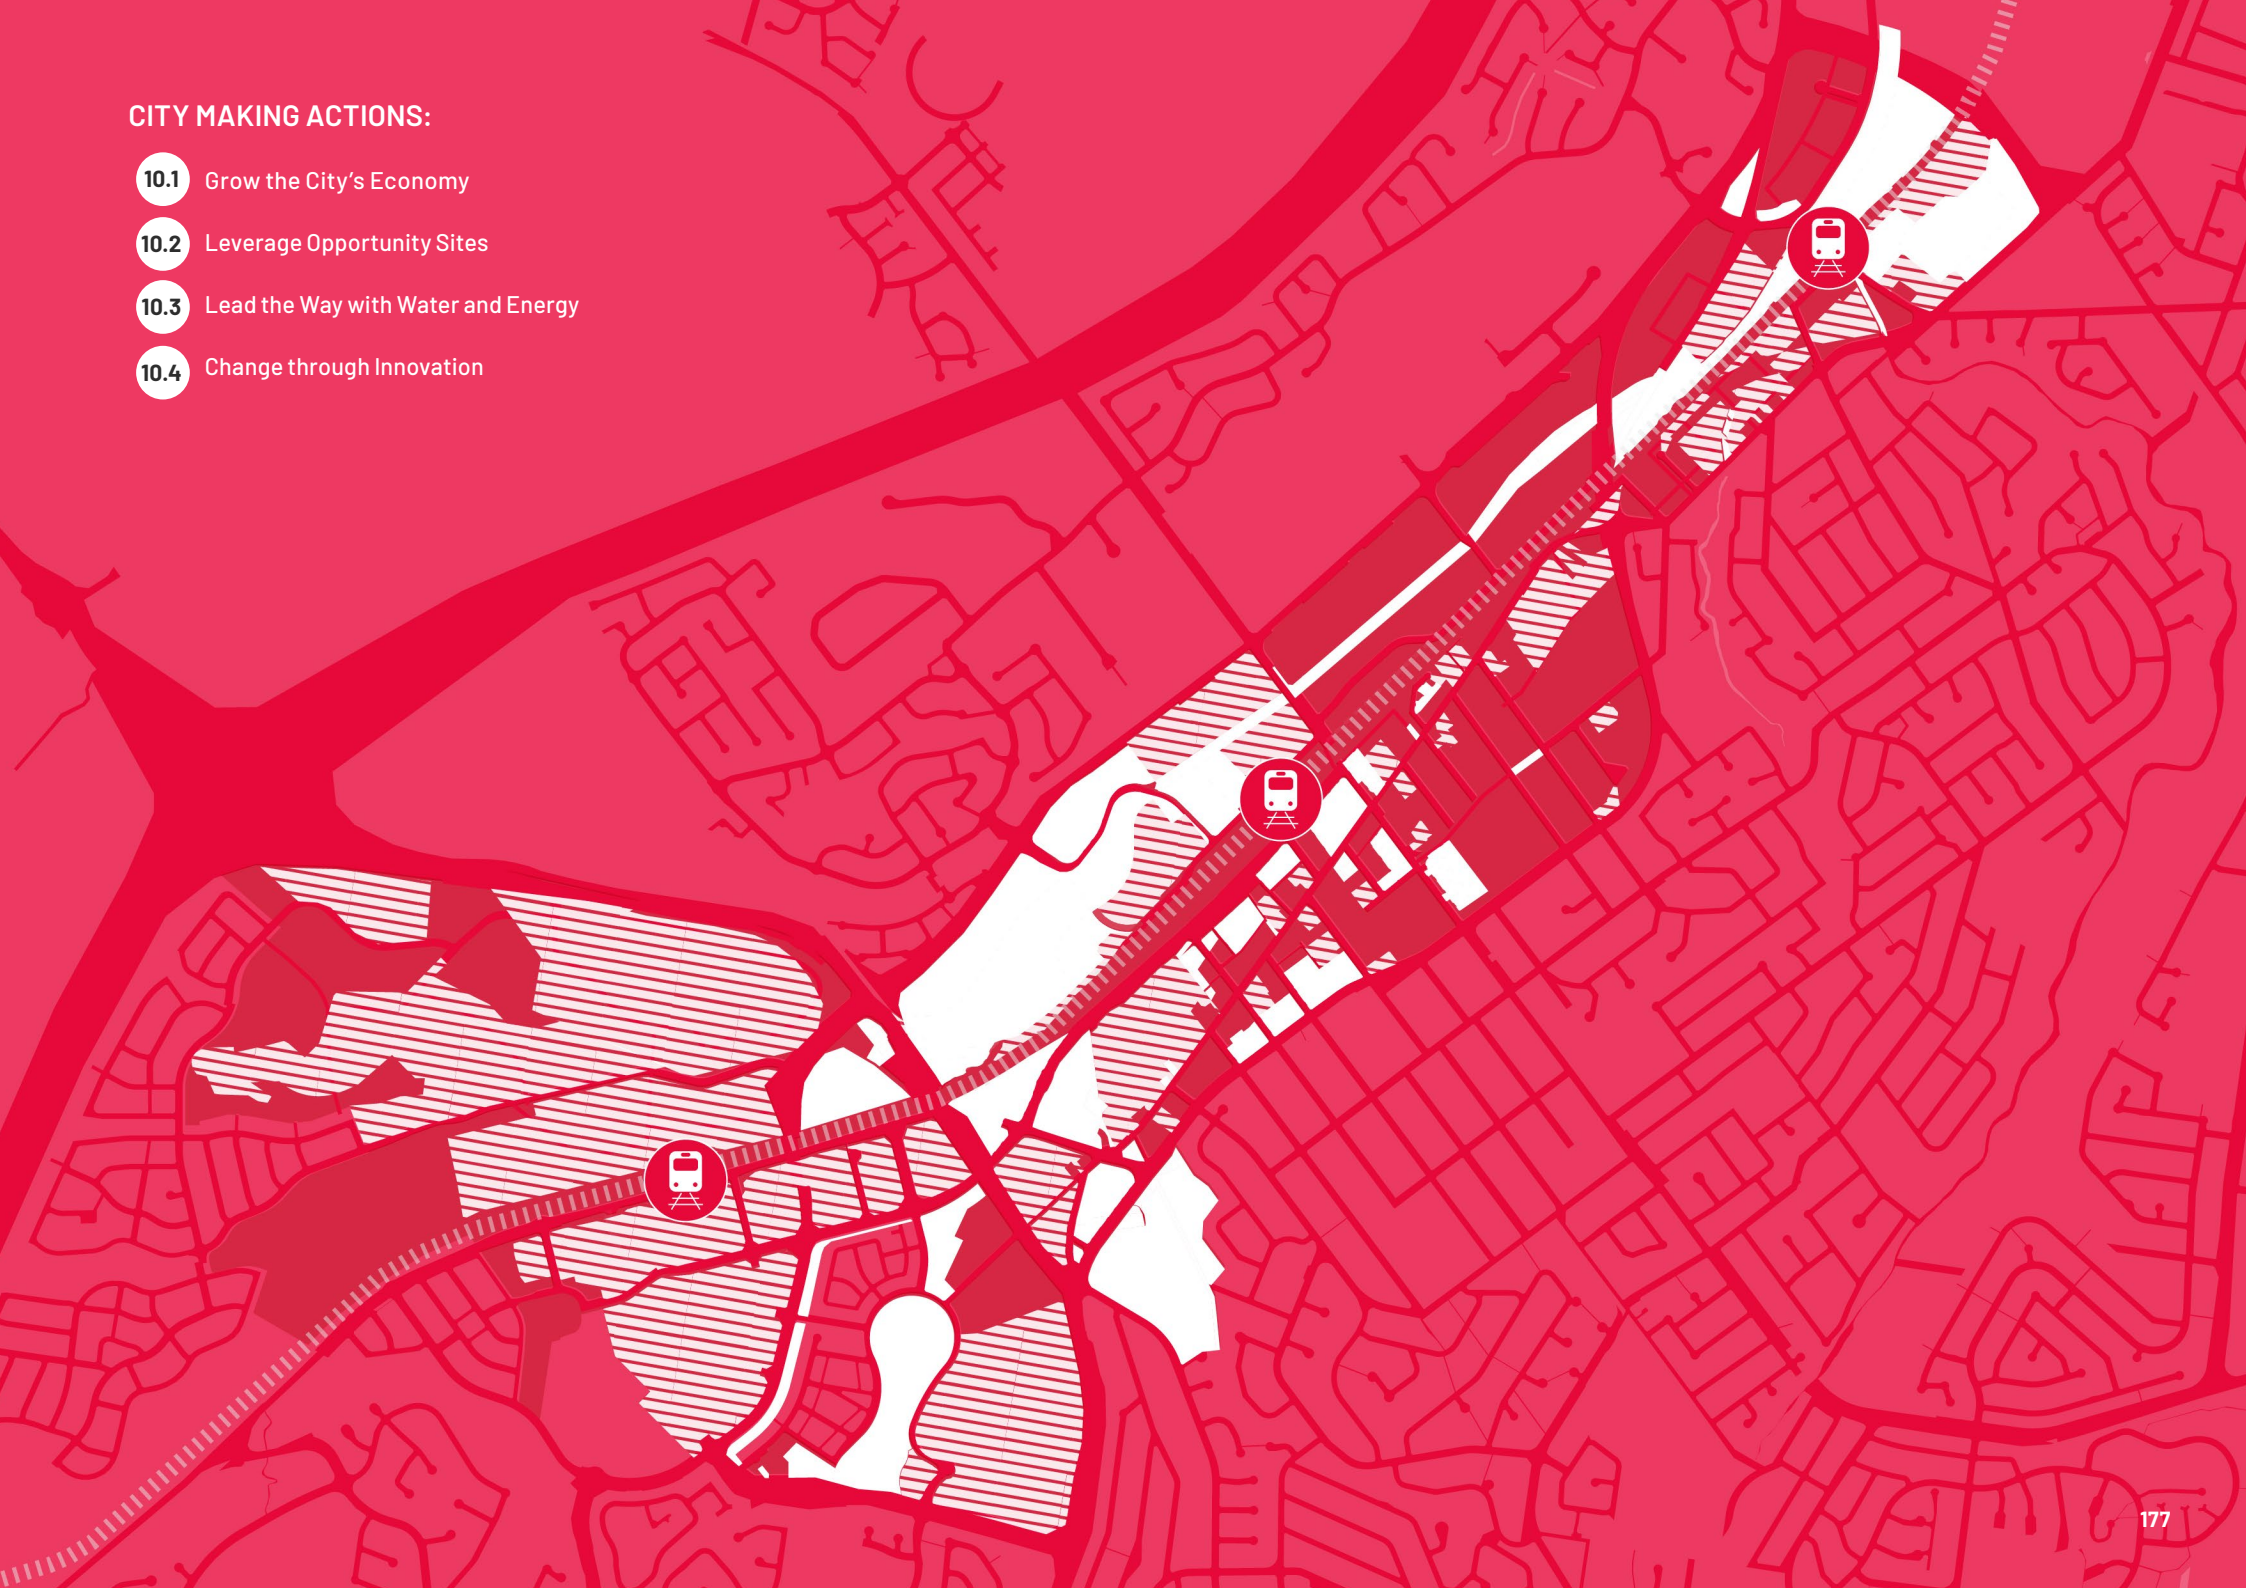 CITY MAKING ACTIONS:
10.1 Grow the City's Economy
10.2 Leverage Opportunity Sites
10.3 Lead the Way with Water and Energy
10.4 Change through Innovation
177